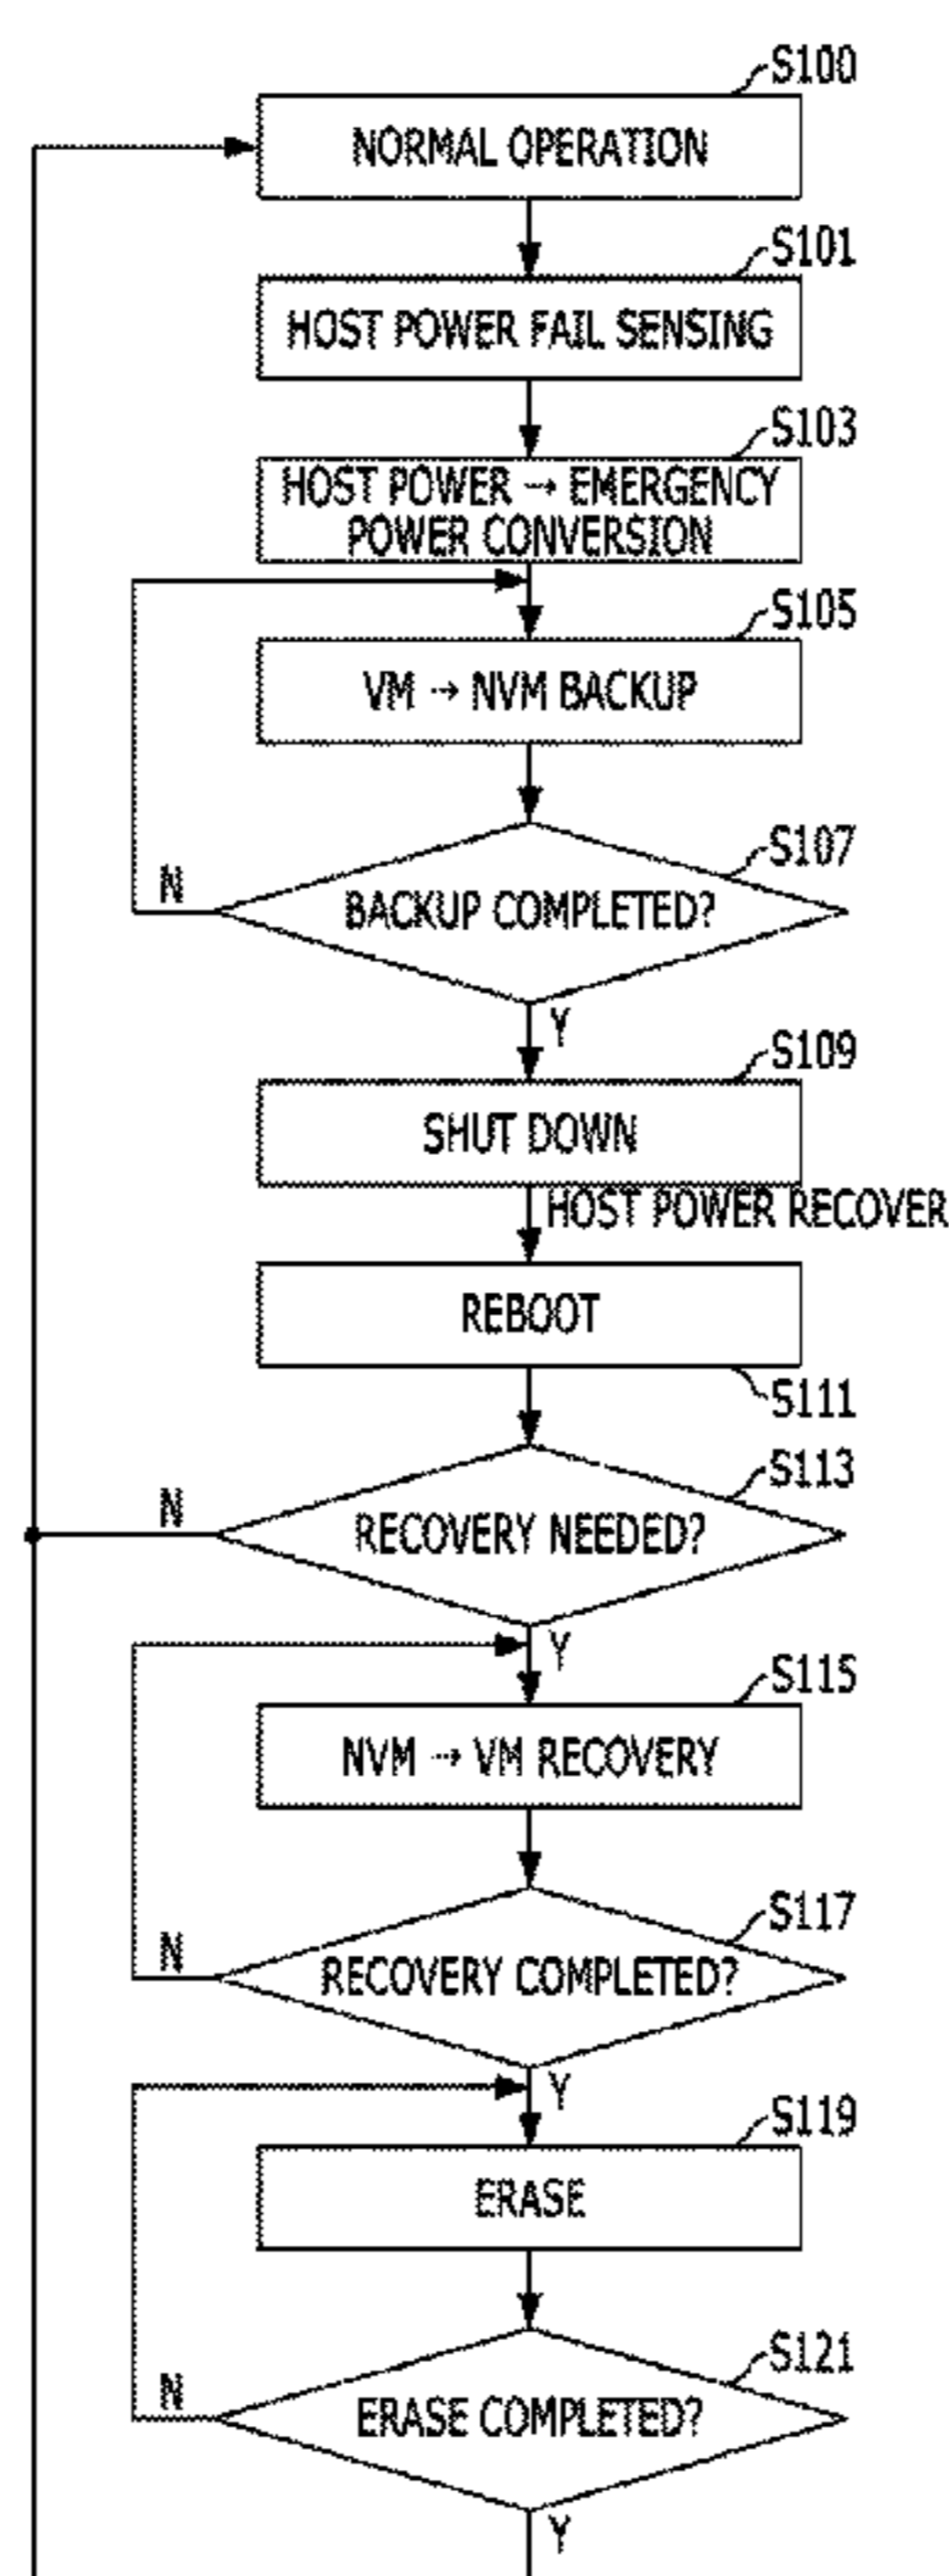 S100
NORMAL OPERATION
S101
HOST POWER FAIL SENSING
S103
HOST POWER → EMERGENCY
POWER CONVERSION
S105
VM → NVM BACKUP
S107
N
BACKUP COMPLETED?
Y
S109
SHUT DOWN
HOST POWER RECOVER
REBOOT
S111
S113
N
RECOVERY NEEDED?
Y
S115
NVM → VM RECOVERY
S117
N
RECOVERY COMPLETED?
Y
S119
ERASE
S121
N
ERASE COMPLETED?
Y